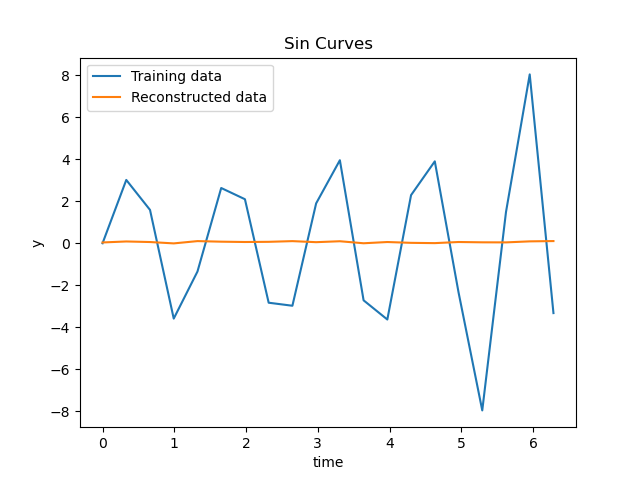 Sin Curves
Training data
Reconstructed data
8
6
4
2
0
−2
−4
−6
−8
y
0 1 2 3 4 5 6
time